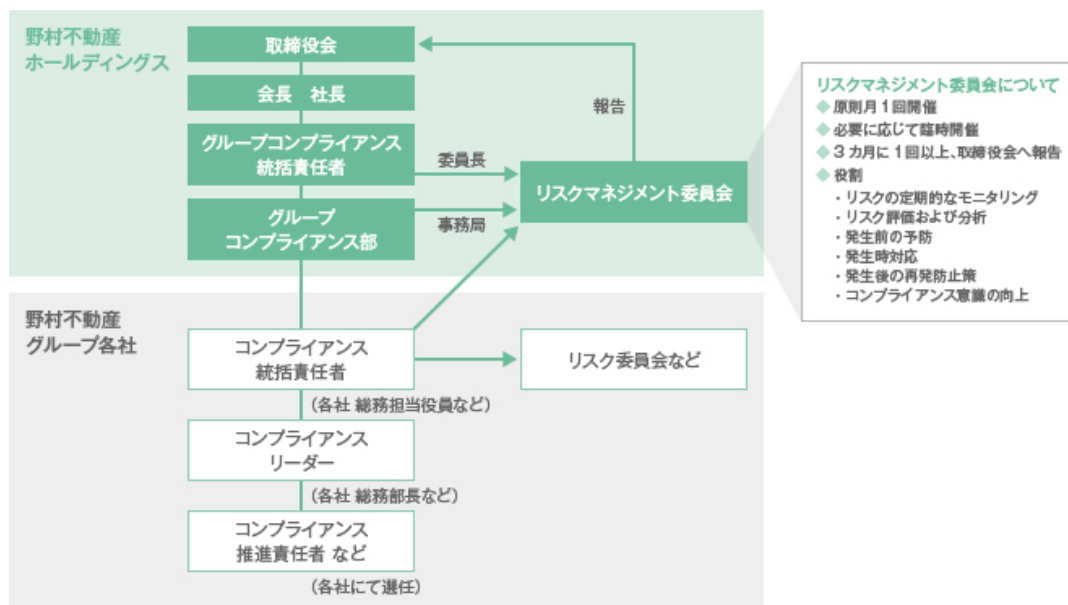 野村不動産
ホールディングス
取締役会
会長 社長
グループコンプライアンス
統括責任者
グループ
コンプライアンス部
委員長
事務局
報告
リスクマネジメント委員会
リスクマネジメント委員会について
◆原則月1回開催
◆必要に応じて臨時開催
◆3カ月に1回以上、取締役会へ報告
◆役割
・リスクの定期的なモニタリング
・リスク評価および分析
・発生前の予防
・発生時対応
・発生後の再発防止策
・コンプライアンス意識の向上
野村不動産
グループ各社
コンプライアンス
統括責任者
(各社 総務担当役員など)
リスク委員会など
コンプライアンス
リーダー
(各社 総務部長など)
コンプライアンス
推進責任者 など
(各社にて選任)